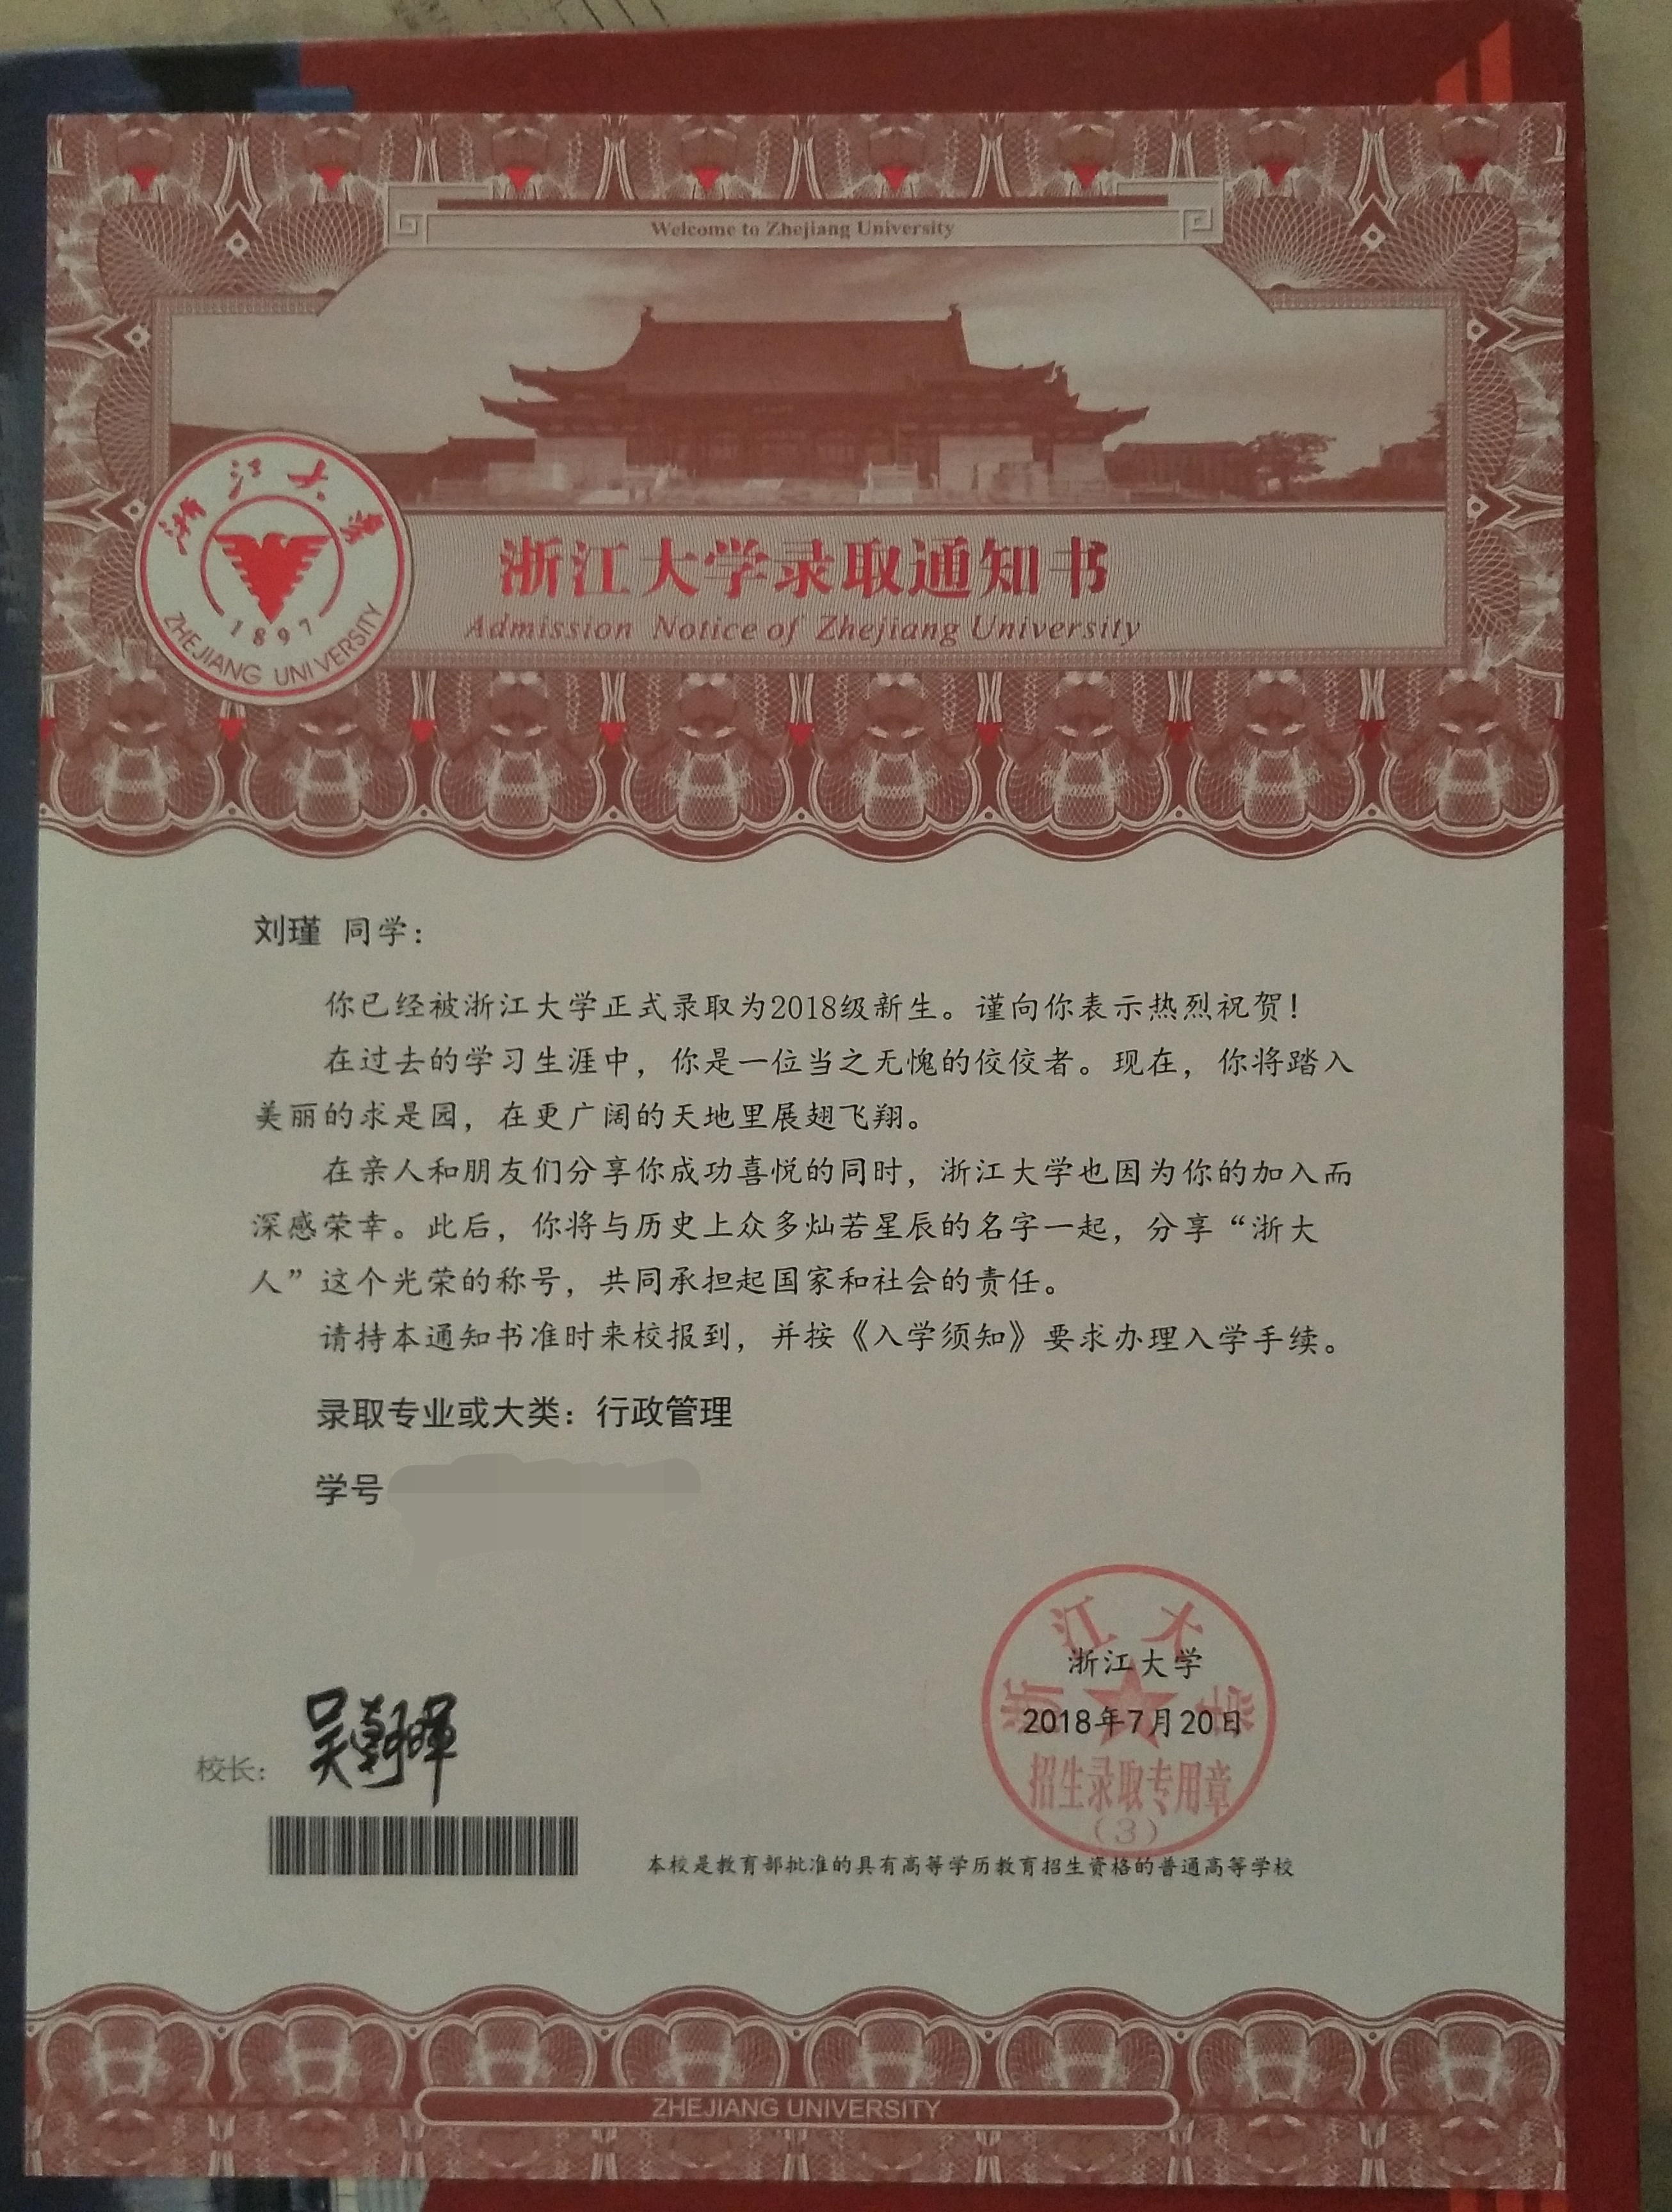 Welcome to Zhejiang University
浙江大学
1897
ZHEJIANG UNIVERSITY
浙江大学录取通知书
Admission Notice of Zhejiang University
刘瑾 同学：
你已经被浙江大学正式录取为2018级新生。谨向你表示热烈祝贺！
在过去的学习生涯中，你是一位当之无愧的佼佼者。现在，你将踏入
美丽的求是园，在更广阔的天地里展翅飞翔。
在亲人和朋友们分享你成功喜悦的同时，浙江大学也因为你的加入而
深感荣幸。此后，你将与历史上众多灿若星辰的名字一起，分享“浙大
人”这个光荣的称号，共同承担起国家和社会的责任。
请持本通知书准时来校报到，并按《入学须知》要求办理入学手续。
录取专业或大类：行政管理
学号
浙江大学
浙江大学
2018年7月20日
招生录取专用章
（3）
校长：吴朝晖
本校是教育部批准的具有高等学历教育招生资格的普通高等学校
ZHEJIANG UNIVERSITY